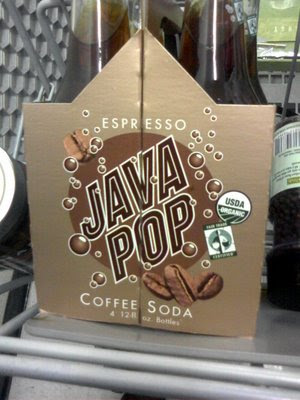 ESPRESSO
JAVA
POP
USDA
ORGANIC
FAIR TRADE
CERTIFIED
COFFEE SODA
4 12-fl oz. Bottles